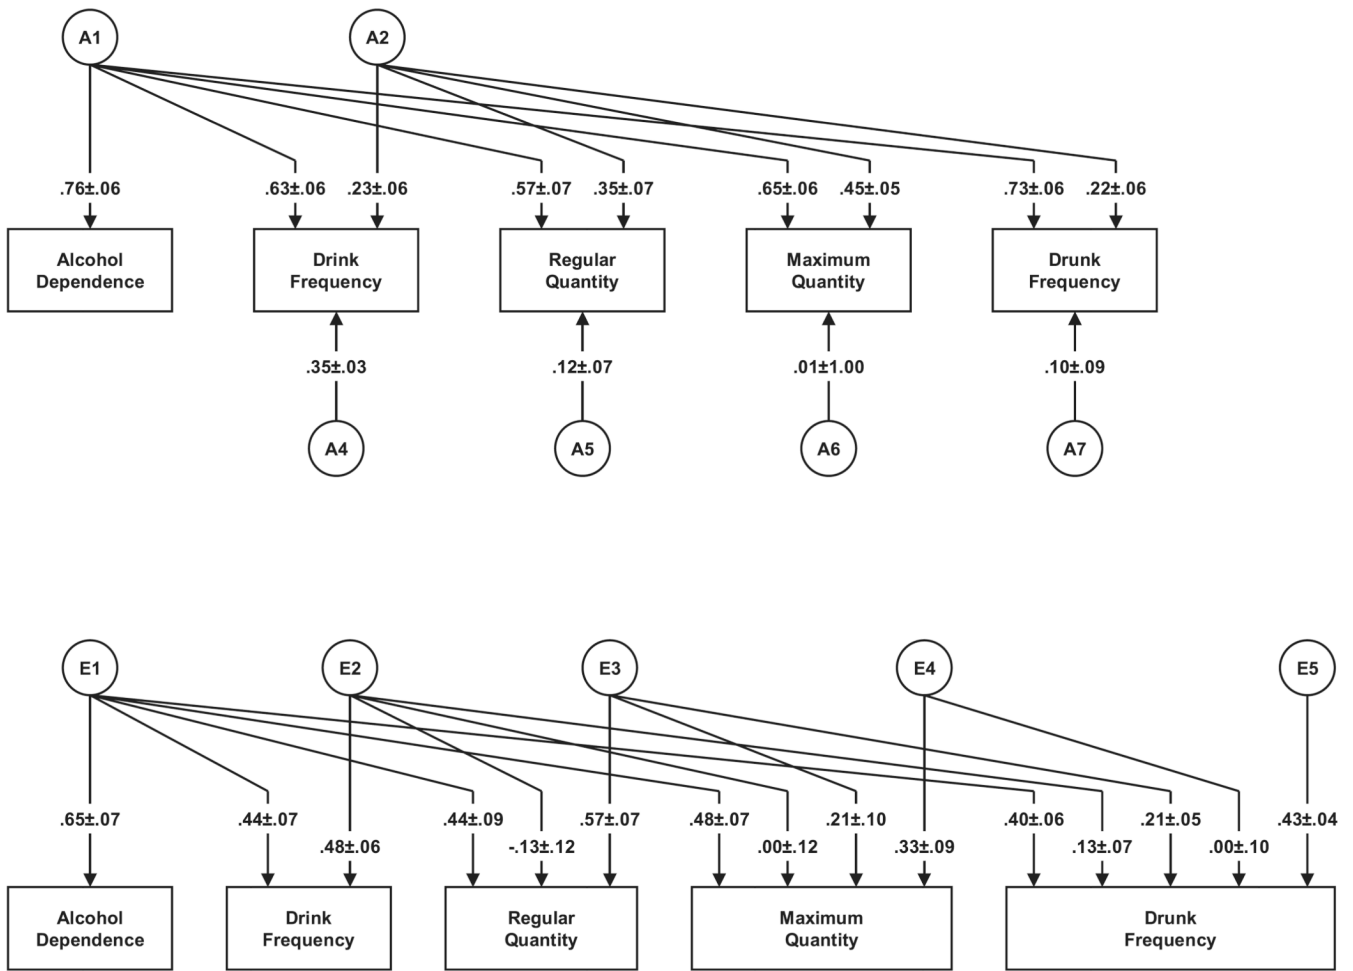 A1 A2
.76±.06 .63±.06 .23±.06 .57±.07 .35±.07 .65±.06 .45±.05 .73±.06 .22±.06
Alcohol Drink Regular Maximum Drunk
Dependence Frequency Quantity Quantity Frequency
.35±.03 .12±.07 .01±1.00 .10±.09
A4 A5 A6 A7
E1 E2 E3 E4 E5
.65±.07 .44±.07 .44±.09 .57±.07 .48±.07 .21±.10 .40±.06 .21±.05 .43±.04
.48±.06 -.13±.12 .00±.12 .33±.09 .13±.07 .00±.10
Alcohol Drink Regular Maximum Drunk
Dependence Frequency Quantity Quantity Frequency